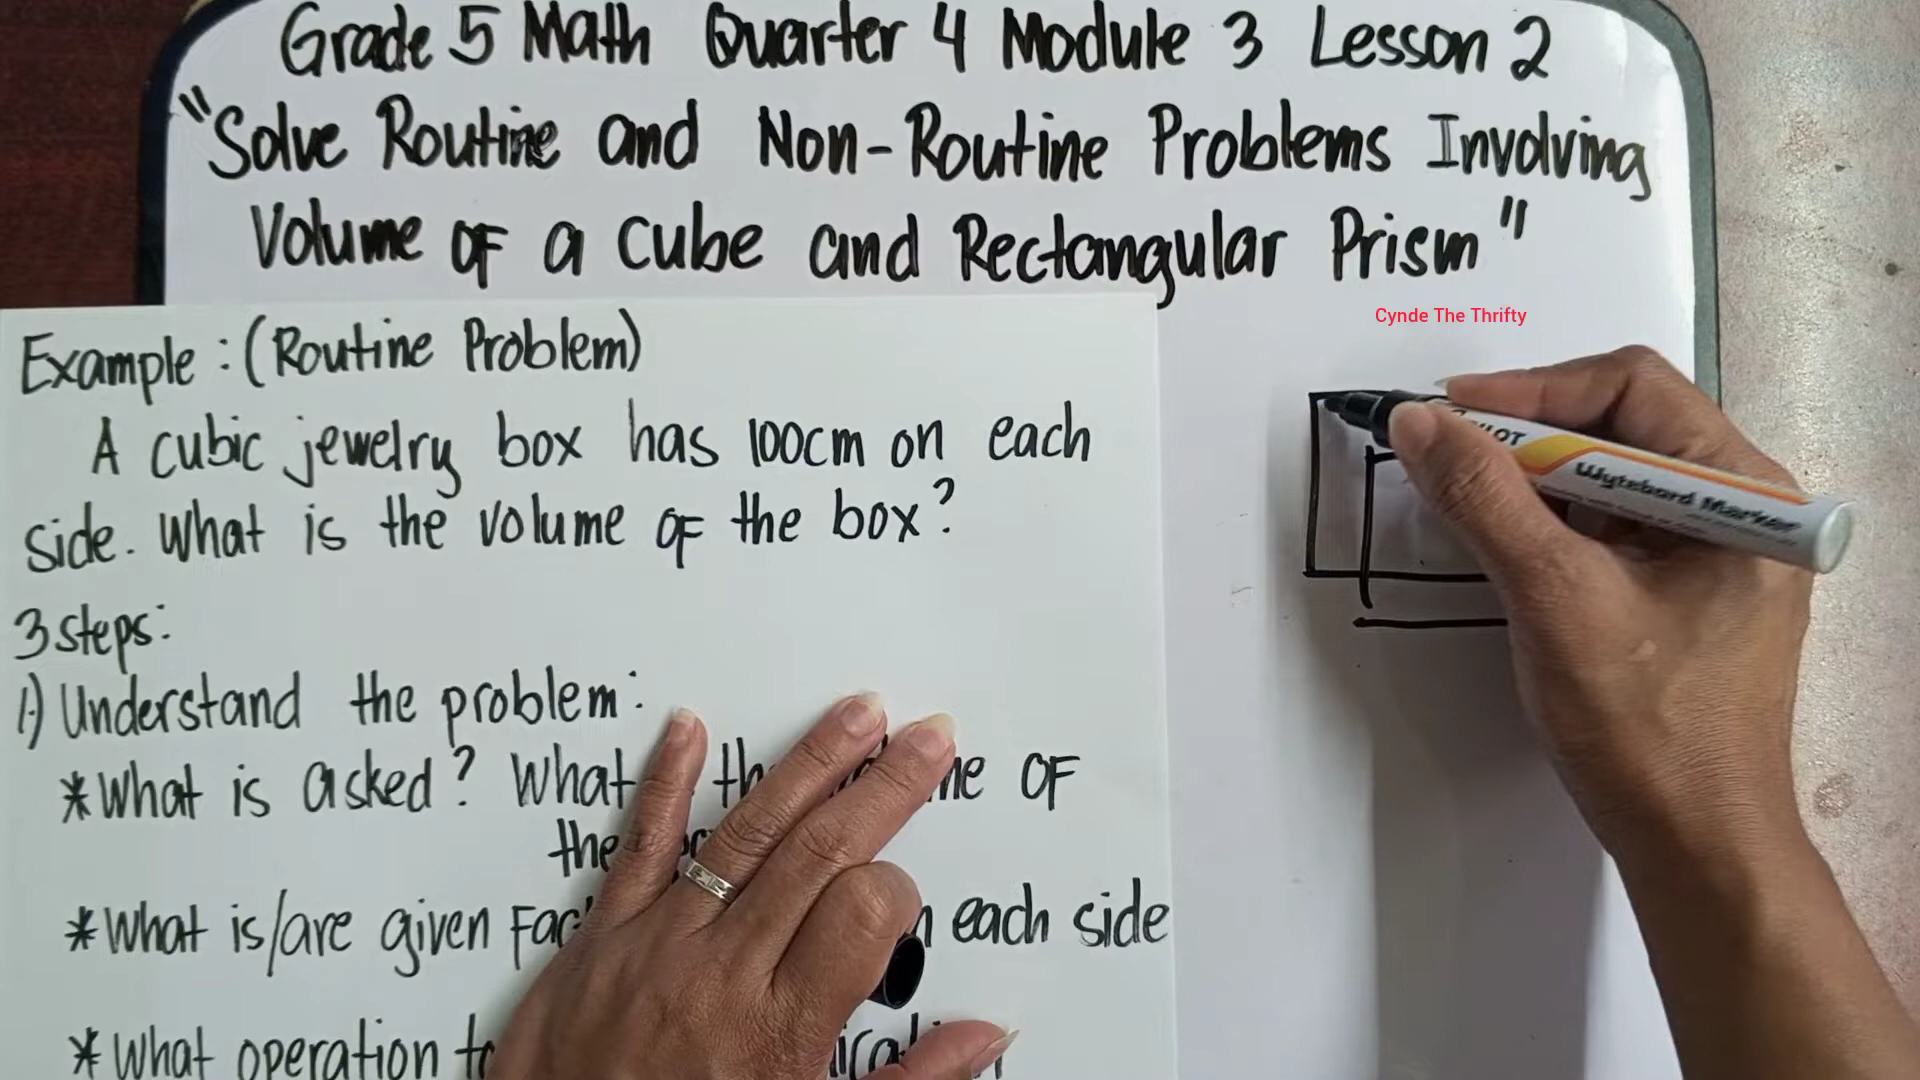 Grade 5 Math Quarter 4 Module 3 Lesson 2
"Solve Routine and Non-Routine Problems Involving
Volume of a Cube and Rectangular Prism"
Cynde The Thrifty
Example: (Routine Problem)
A cubic jewelry box has 100cm on each
side. What is the volume of the box?
3 steps:
1) Understand the problem:
*What is asked? What of
the
*What is/are given each side
*What operation
PILOT
Wytebord Marker